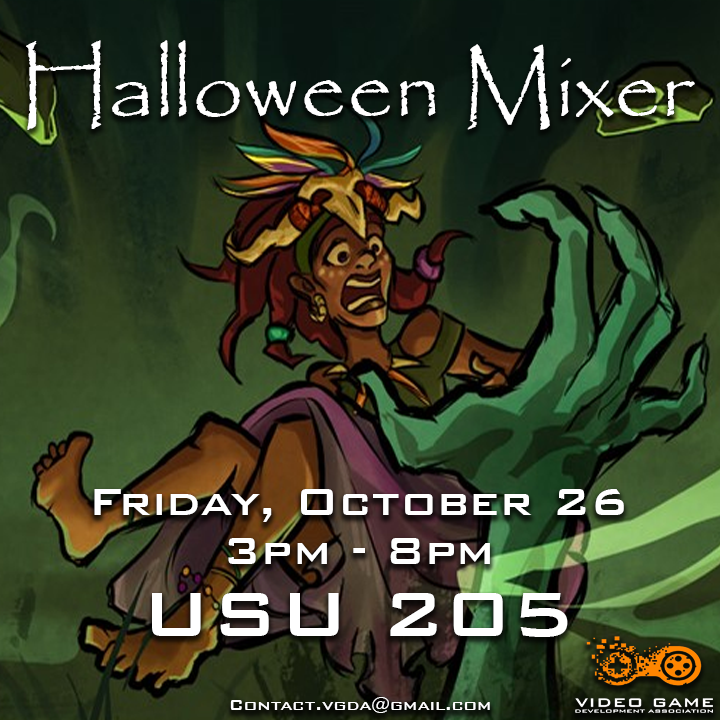 Halloween Mixer
Friday, October 26
3pm - 8pm
USU 205
Contact.vgda@gmail.com
VIDEO GAME
DEVELOPMENT ASSOCIATION